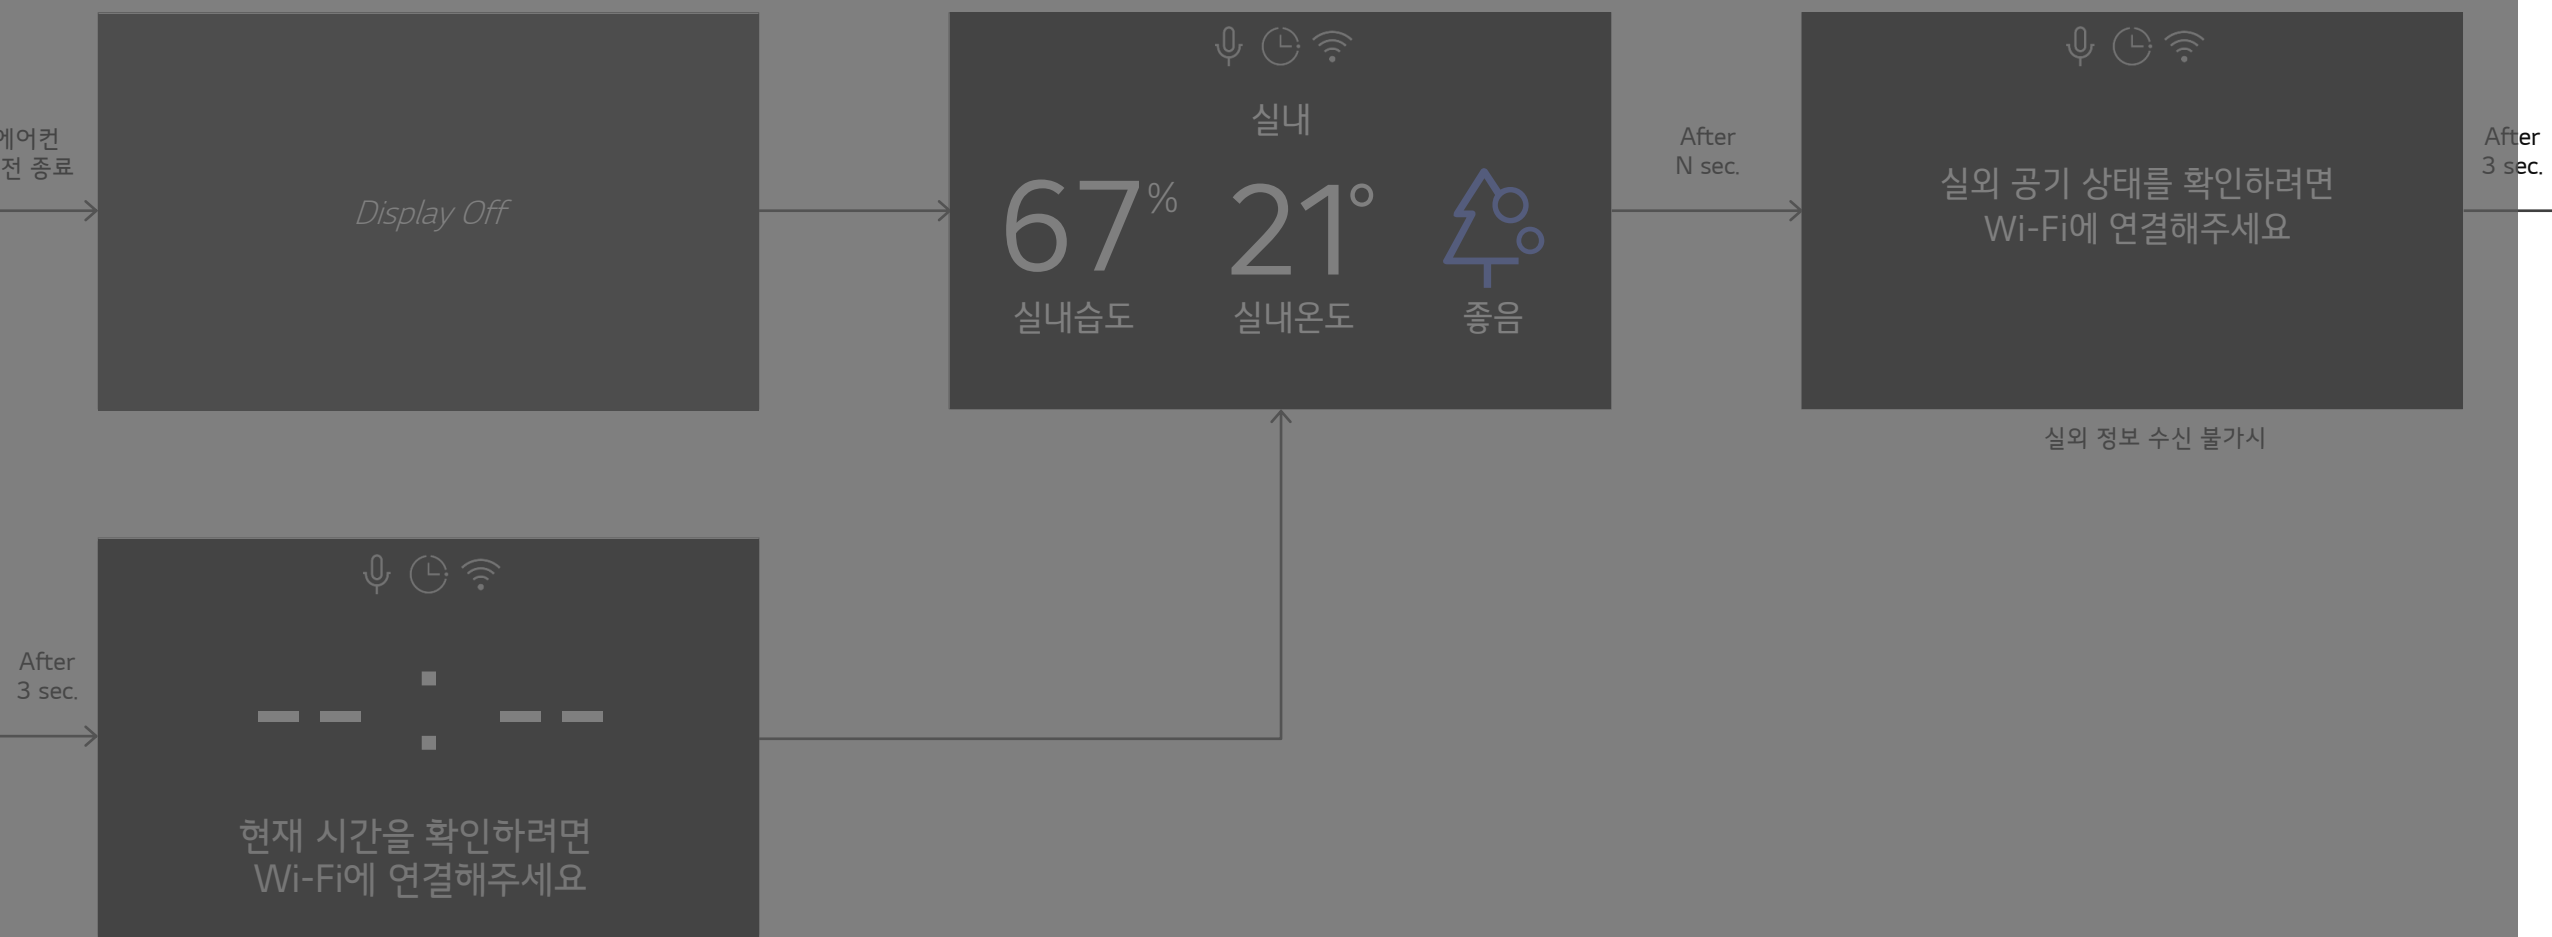 에어컨
전 종료
Display Off
실내
67%
21°
실내습도
실내온도
좋음
After
N sec.
실외 공기 상태를 확인하려면
Wi-Fi에 연결해주세요
After
3 sec.
실외 정보 수신 불가시
After
3 sec.
-- : --
현재 시간을 확인하려면
Wi-Fi에 연결해주세요